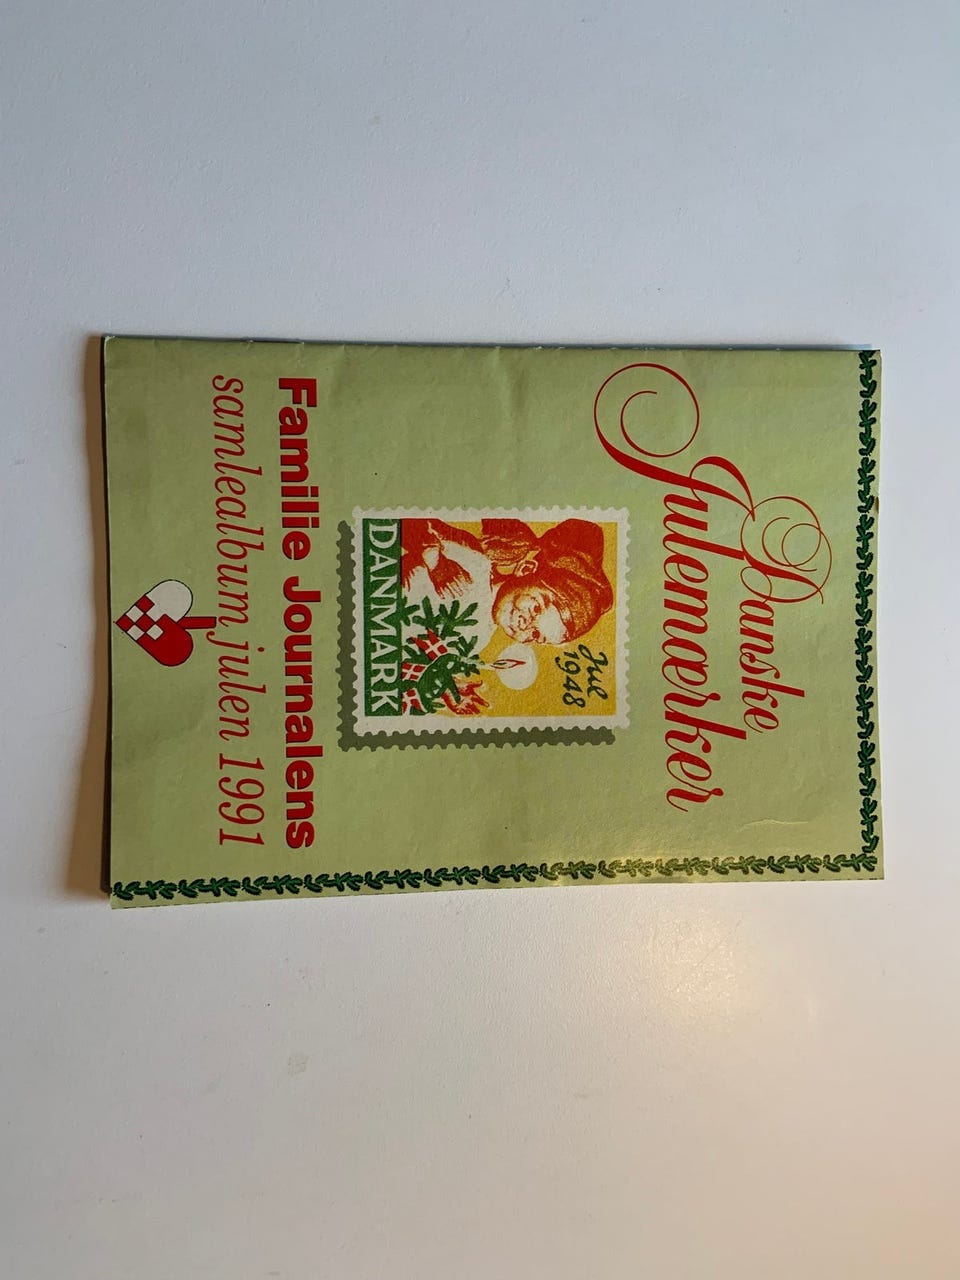 Danske
Julemærker
Jul
1948
DANMARK
Familie Journalens
samlealbum julen 1991